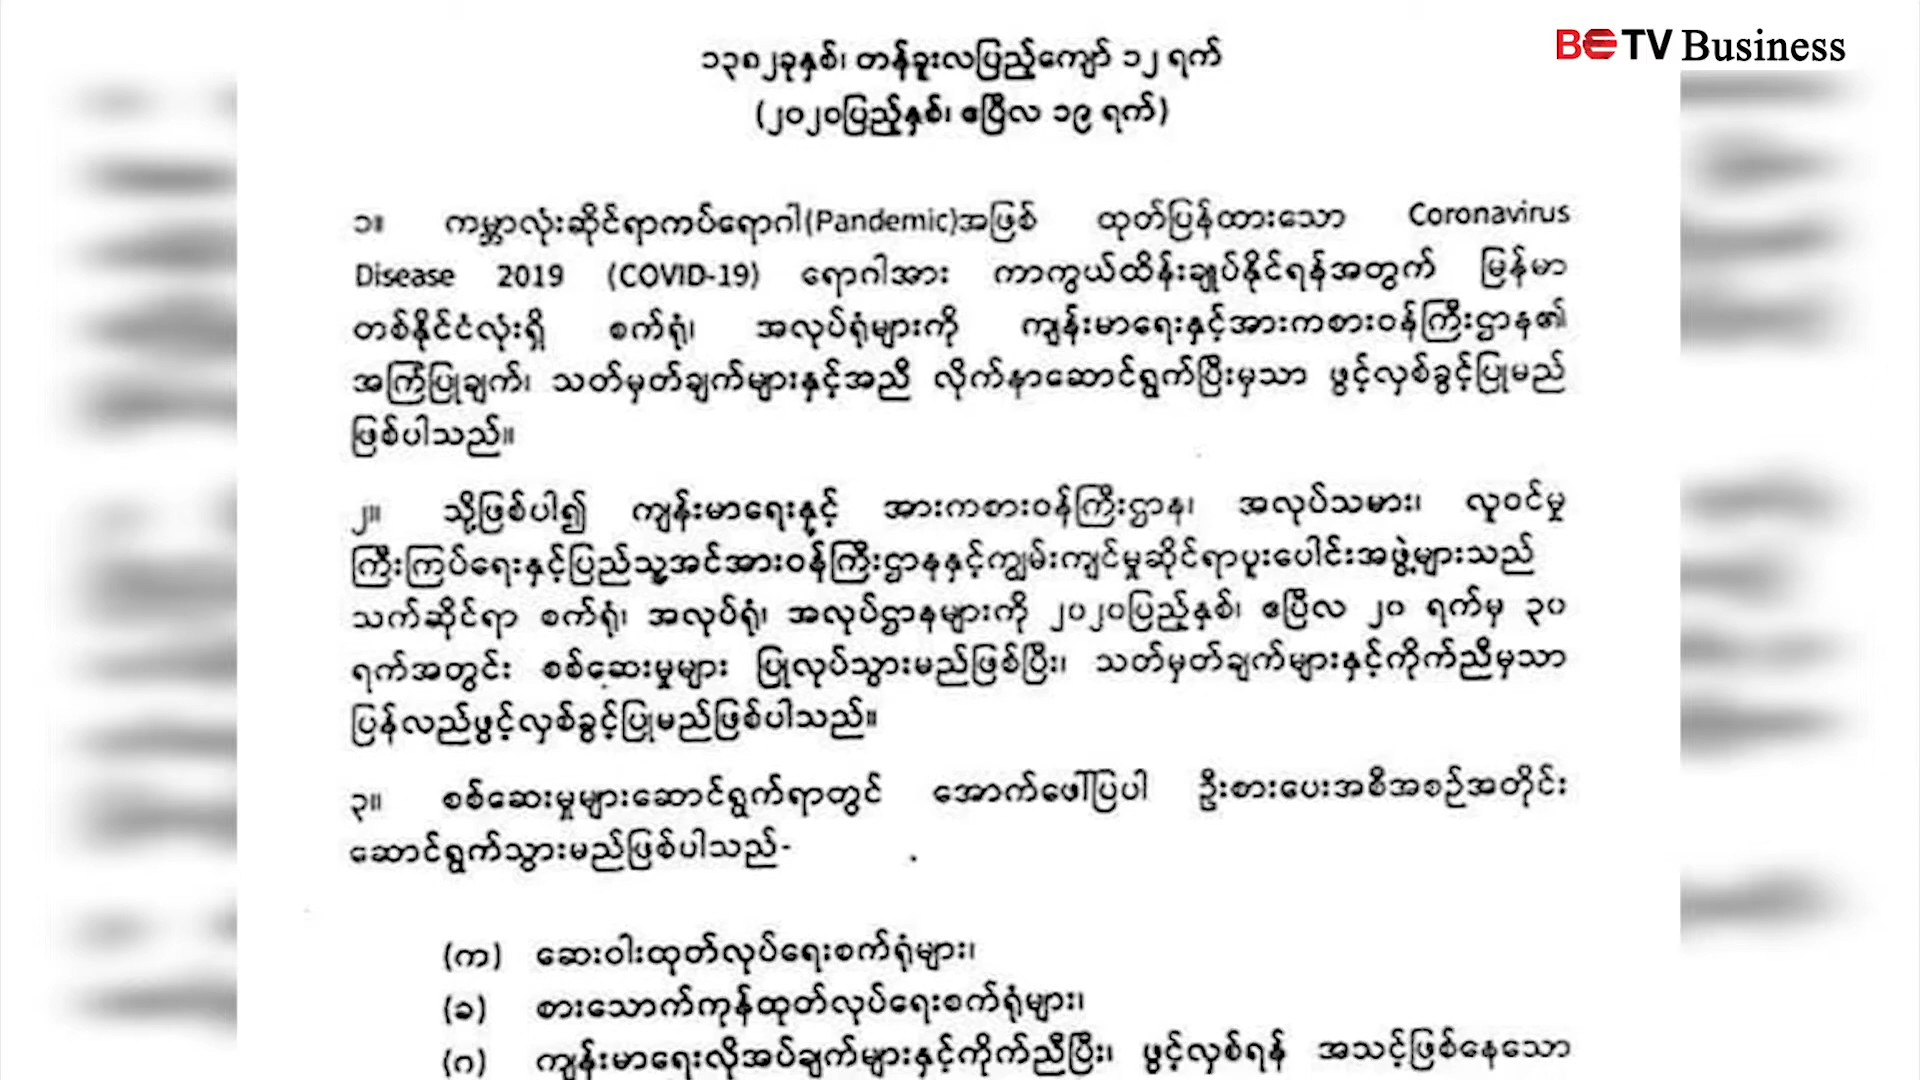 BETV Business
၁၃၈၂ခုနှစ်၊ တန်ခူးလပြည့်ကျော် ၁၂ ရက်
(၂၀၂၀ပြည့်နှစ်၊ ဧပြီလ ၁၉ ရက်)
၁။ ကမ္ဘာလုံးဆိုင်ရာကပ်ရောဂါ(Pandemic)အဖြစ် ထုတ်ပြန်ထားသော Coronavirus
Disease 2019 (COVID-19) ရောဂါအား ကာကွယ်ထိန်းချုပ်နိုင်ရန်အတွက် မြန်မာ
တစ်နိုင်ငံလုံးရှိ စက်ရုံ၊ အလုပ်ရုံများကို ကျန်းမာရေးနှင့်အားကစားဝန်ကြီးဌာန၏
အကြံပြုချက်၊ သတ်မှတ်ချက်များနှင့်အညီ လိုက်နာဆောင်ရွက်ပြီးမှသာ ဖွင့်လှစ်ခွင့်ပြုမည်
ဖြစ်ပါသည်။
၂။ သို့ဖြစ်ပါ၍ ကျန်းမာရေးနှင့် အားကစားဝန်ကြီးဌာန၊ အလုပ်သမား၊ လူဝင်မှု
ကြီးကြပ်ရေးနှင့်ပြည်သူ့အင်အားဝန်ကြီးဌာနနှင့်ကျွမ်းကျင်မှုဆိုင်ရာပူးပေါင်းအဖွဲ့များသည်
သက်ဆိုင်ရာ စက်ရုံ၊ အလုပ်ရုံ၊ အလုပ်ဌာနများကို ၂၀၂၀ပြည့်နှစ်၊ ဧပြီလ ၂၀ ရက်မှ ၃၀
ရက်အတွင်း စစ်ဆေးမှုများ ပြုလုပ်သွားမည်ဖြစ်ပြီး၊ သတ်မှတ်ချက်များနှင့်ကိုက်ညီမှသာ
ပြန်လည်ဖွင့်လှစ်ခွင့်ပြုမည်ဖြစ်ပါသည်။
၃။ စစ်ဆေးမှုများဆောင်ရွက်ရာတွင် အောက်ဖေါ်ပြပါ ဦးစားပေးအစီအစဉ်အတိုင်း
ဆောင်ရွက်သွားမည်ဖြစ်ပါသည်-
(က) ဆေးဝါးထုတ်လုပ်ရေးစက်ရုံများ၊
(ခ) စားသောက်ကုန်ထုတ်လုပ်ရေးစက်ရုံများ၊
(ဂ) ကျန်းမာရေးလိုအပ်ချက်များနှင့်ကိုက်ညီပြီး၊ ဖွင့်လှစ်ရန် အသင့်ဖြစ်နေသော